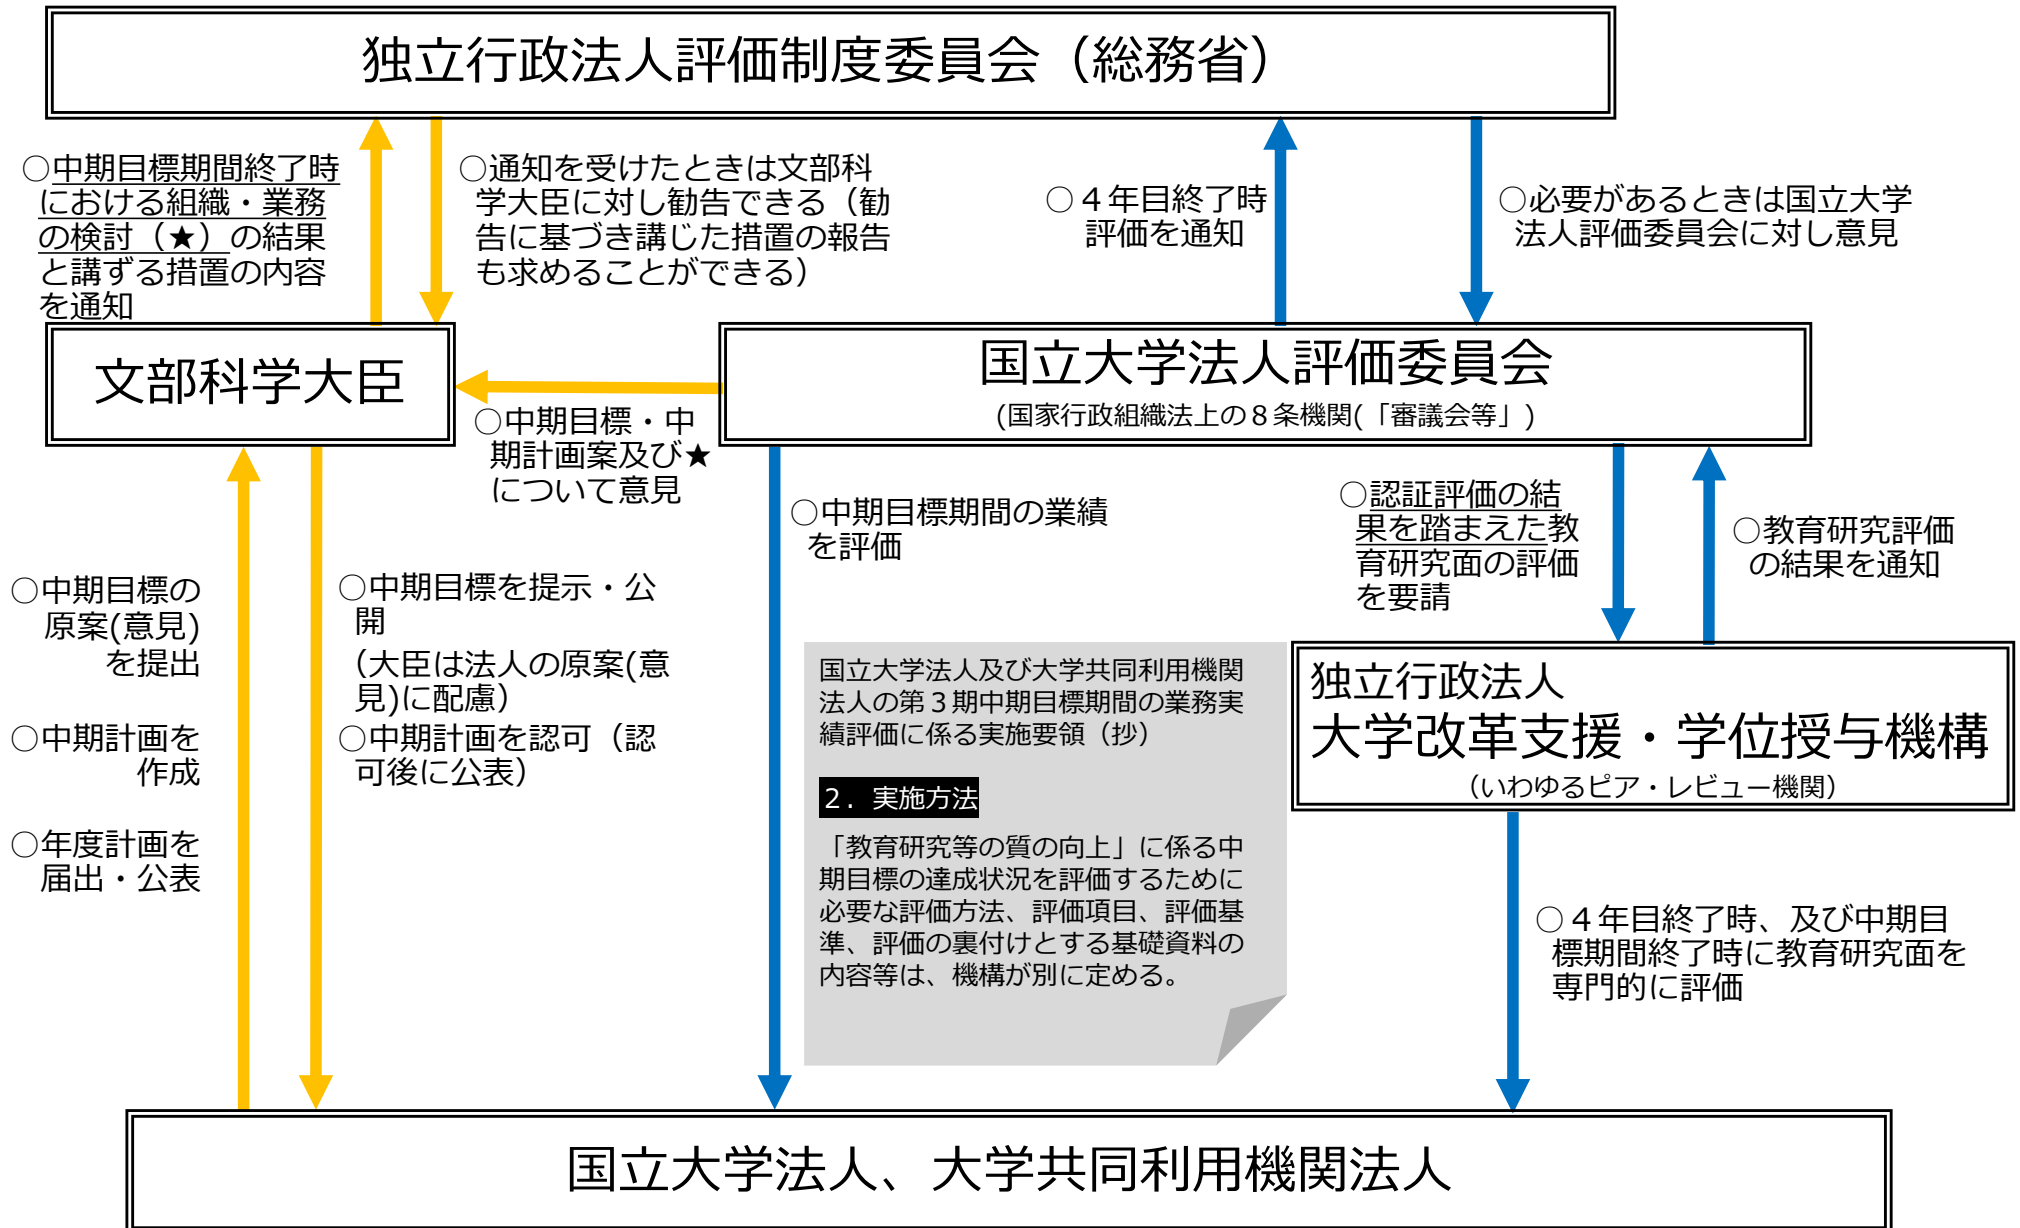 独立行政法人評価制度委員会（総務省）
○中期目標期間終了時
における組織・業務
の検討（★）の結果
と講ずる措置の内容
を通知
○通知を受けたときは文部科
学大臣に対し勧告できる（勧
告に基づき講じた措置の報告
も求めることができる）
○４年目終了時
評価を通知
○必要があるときは国立大学
法人評価委員会に対し意見
文部科学大臣
国立大学法人評価委員会
(国家行政組織法上の８条機関(「審議会等」)
○中期目標・中
期計画案及び★
について意見
○中期目標の
原案(意見)
を提出
○中期計画を
作成
○年度計画を
届出・公表
○中期目標を提示・公
開
（大臣は法人の原案(意
見)に配慮）
○中期計画を認可（認
可後に公表）
○中期目標期間の業績
を評価
○認証評価の結
果を踏まえた教
育研究面の評価
を要請
○教育研究評価
の結果を通知
国立大学法人及び大学共同利用機関
法人の第３期中期目標期間の業務実
績評価に係る実施要領（抄）
２．実施方法
「教育研究等の質の向上」に係る中
期目標の達成状況を評価するために
必要な評価方法、評価項目、評価基
準、評価の裏付けとする基礎資料の
内容等は、機構が別に定める。
独立行政法人
大学改革支援・学位授与機構
（いわゆるピア・レビュー機関）
○４年目終了時、及び中期目
標期間終了時に教育研究面を
専門的に評価
国立大学法人、大学共同利用機関法人